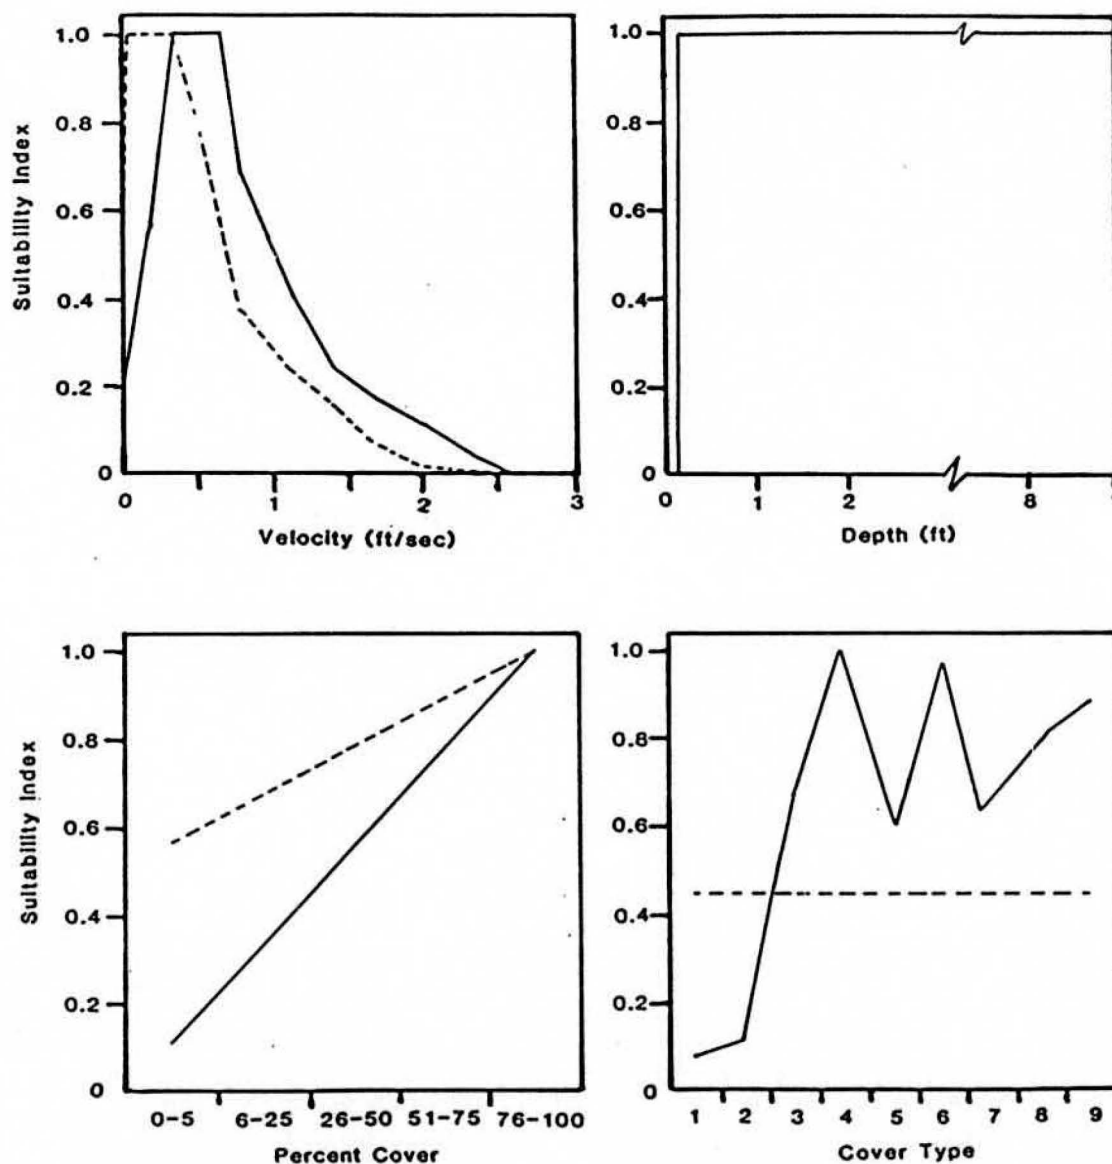 Suitability Index
1.0
0.8
0.6
0.4
0.2
0
0 1 2 3
Velocity (ft/sec)
1.0
0.8
0.6
0.4
0.2
0
0 1 2 8
Depth (ft)
Suitability Index
1.0
0.8
0.6
0.4
0.2
0
0-5 6-25 26-50 51-75 76-100
Percent Cover
1.0
0.8
0.6
0.4
0.2
0
1 2 3 4 5 6 7 8 9
Cover Type